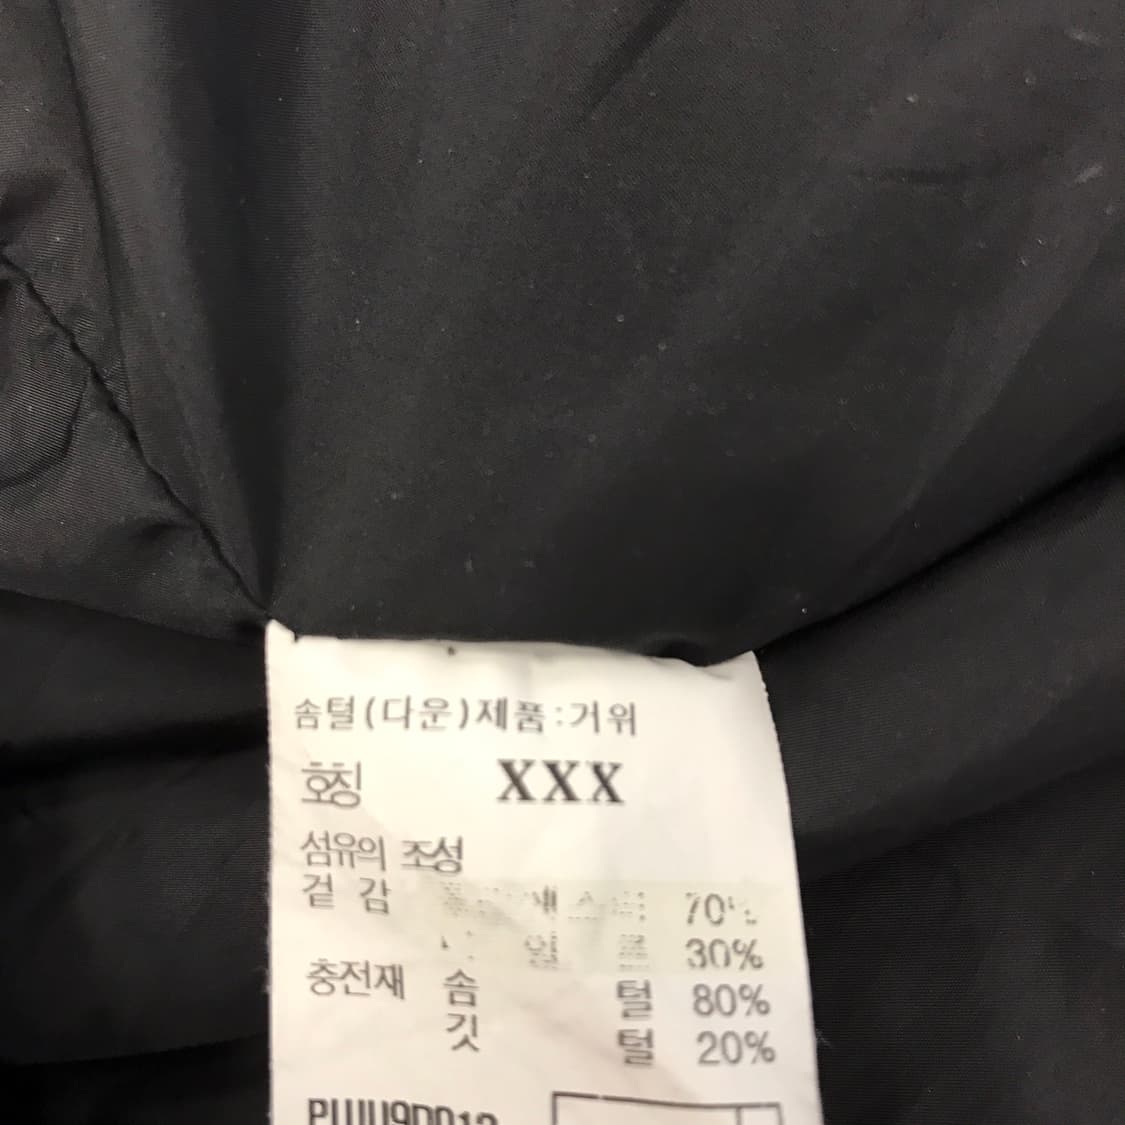 솜털(다운)제품:거위
호칭 XXX
섬유의 조성
겉 감 70%
30%
충전재 솜 털 80%
깃 털 20%